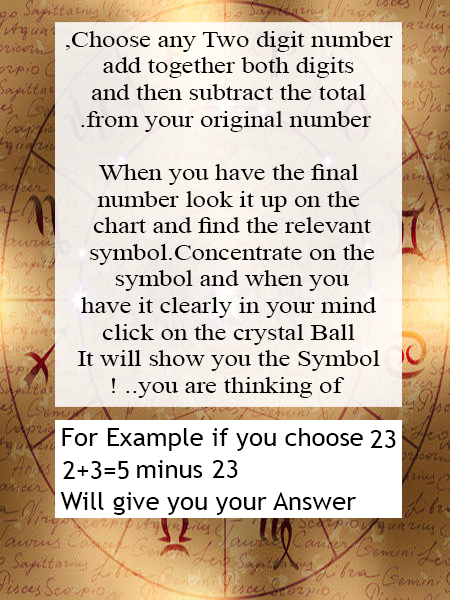 ,Choose any Two digit number
add together both digits
and then subtract the total
.from your original number
When you have the final
number look it up on the
chart and find the relevant
symbol.Concentrate on the
symbol and when you
have it clearly in your mind
click on the crystal Ball
It will show you the Symbol
! ..you are thinking of
For Example if you choose 23
2+3=5 minus 23
Will give you your Answer